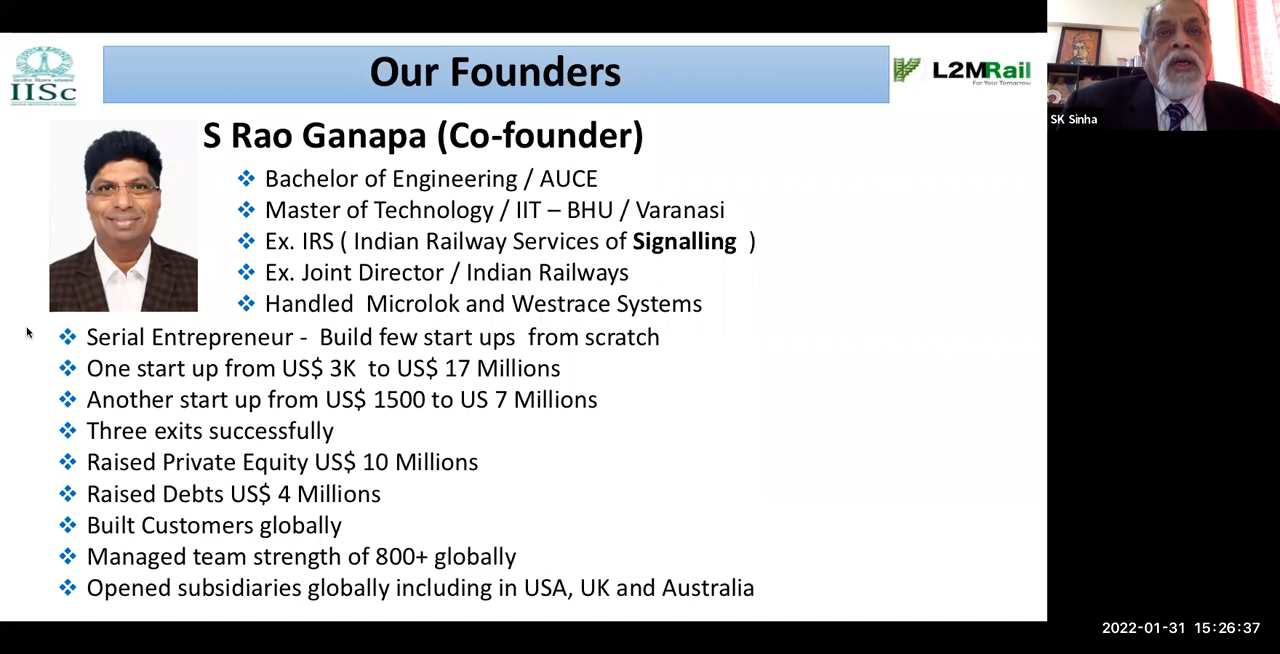 Our Founders
IISc
L2MRail
For Your Tomorrow
SK Sinha
S Rao Ganapa (Co-founder)
❖ Bachelor of Engineering / AUCE
❖ Master of Technology / IIT – BHU / Varanasi
❖ Ex. IRS ( Indian Railway Services of Signalling )
❖ Ex. Joint Director / Indian Railways
❖ Handled Microlok and Westrace Systems
❖ Serial Entrepreneur - Build few start ups from scratch
❖ One start up from US$ 3K to US$ 17 Millions
❖ Another start up from US$ 1500 to US 7 Millions
❖ Three exits successfully
❖ Raised Private Equity US$ 10 Millions
❖ Raised Debts US$ 4 Millions
❖ Built Customers globally
❖ Managed team strength of 800+ globally
❖ Opened subsidiaries globally including in USA, UK and Australia
2022-01-31 15:26:37